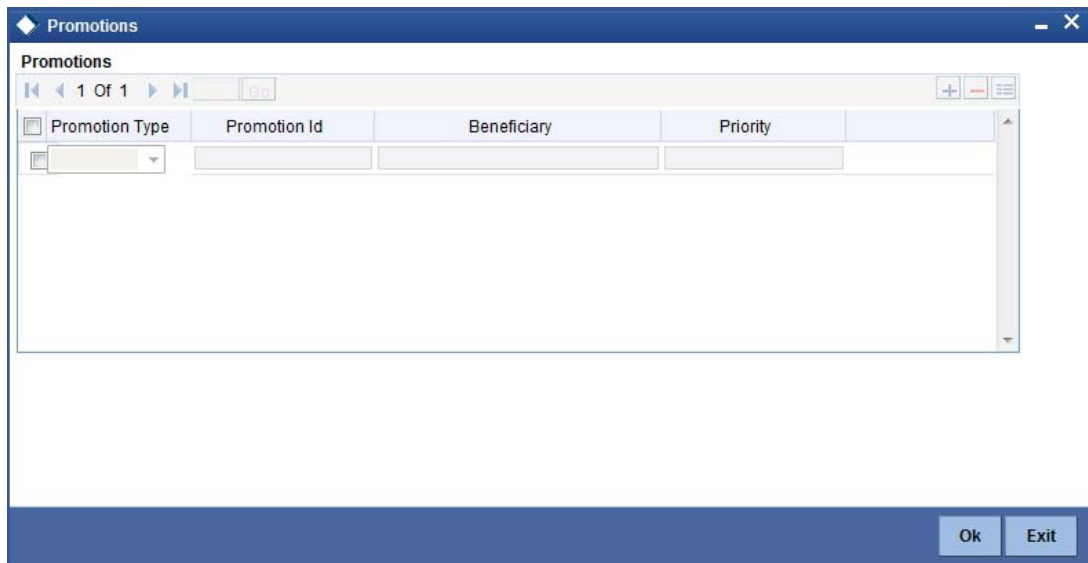 Promotions
Promotions
1 Of 1 Go
Promotion Type Promotion Id Beneficiary Priority
Ok Exit